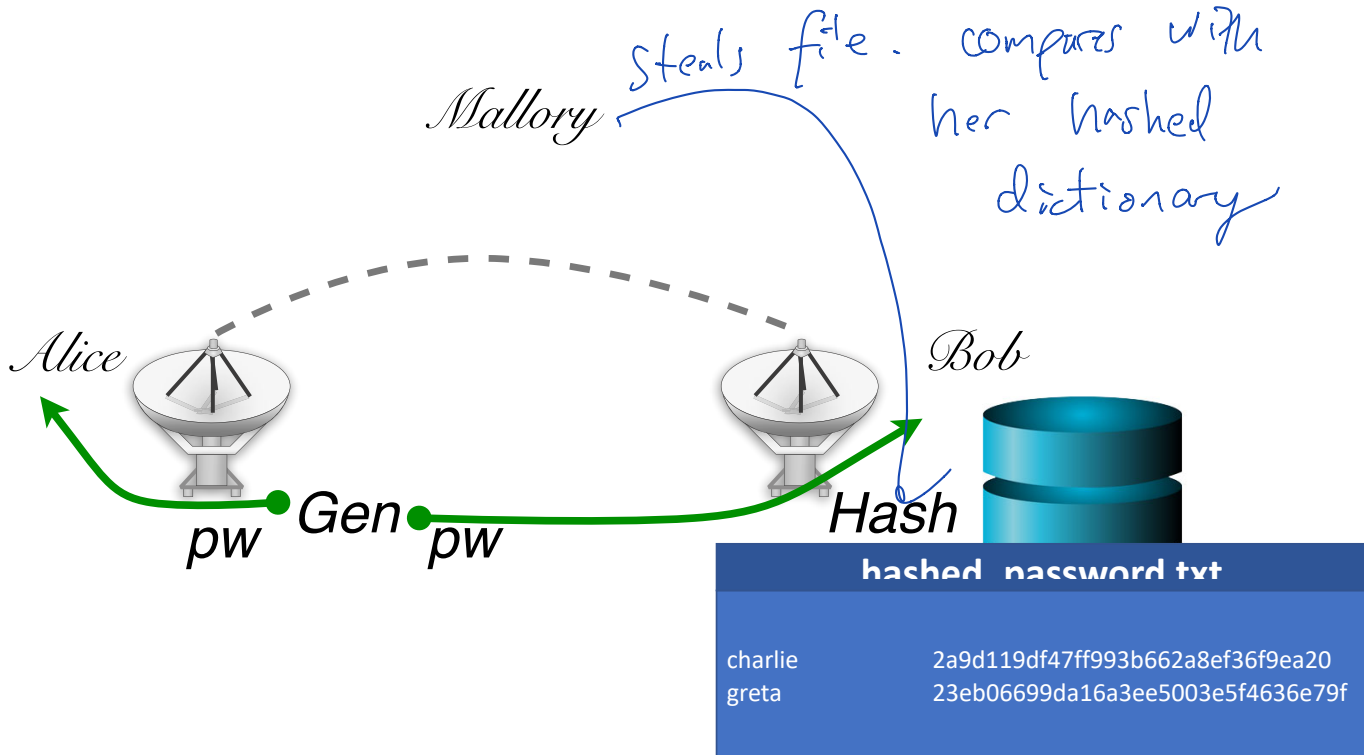 steals file. compares with
Mallory
her hashed
dictionary
Alice
Bob
Gen
Hash
pw
pw
hashed_password.txt
charlie 2a9d119df47ff993b662a8ef36f9ea20
greta 23eb06699da16a3ee5003e5f4636e79f